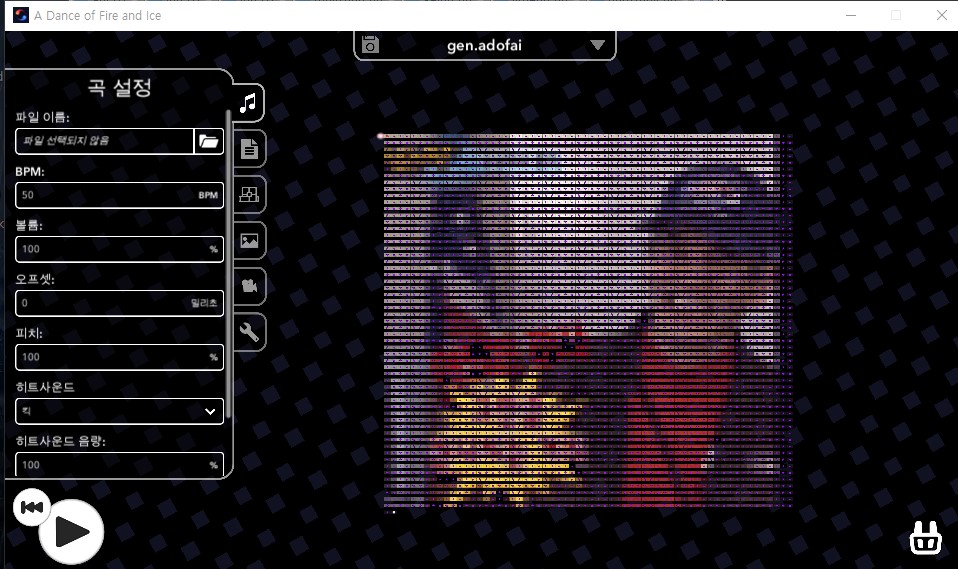 A Dance of Fire and Ice
gen.adofai
곡 설정
파일 이름:
파일 선택되지 않음
BPM:
50 BPM
볼륨:
100 %
오프셋:
0 밀리초
피치:
100 %
히트사운드
킥
히트사운드 음량:
100 %